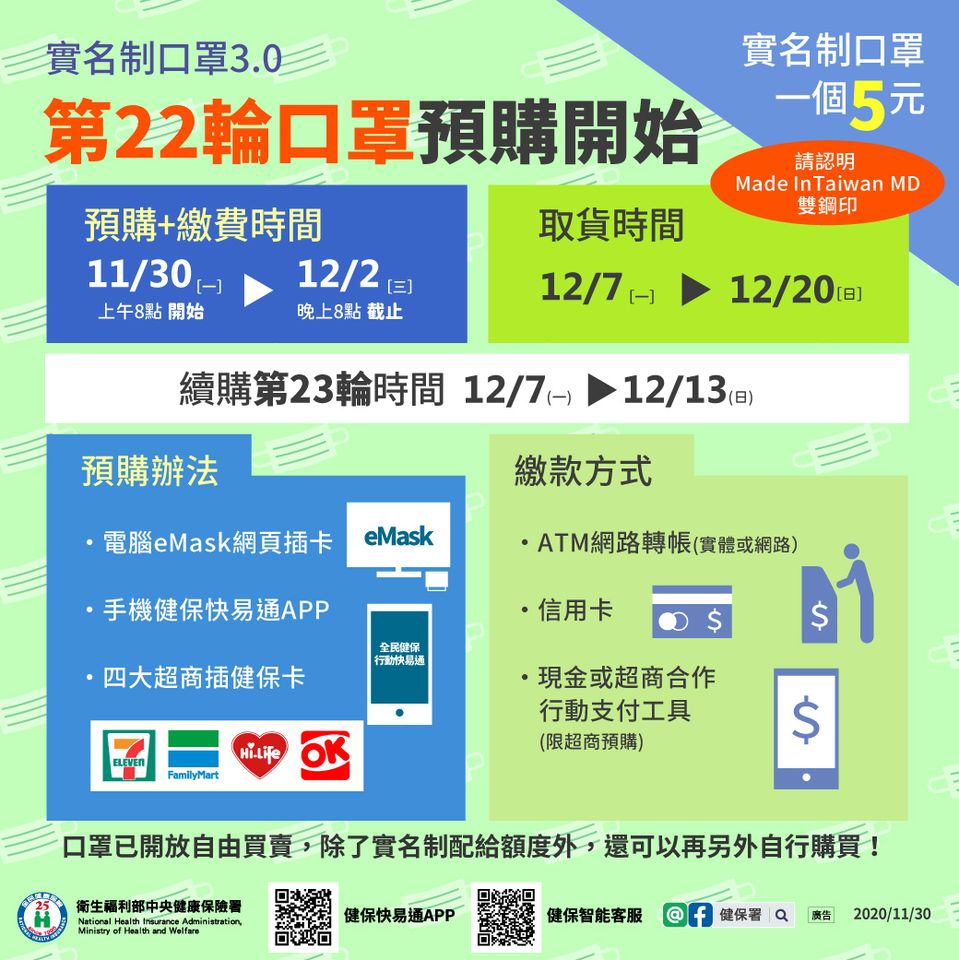 實名制口罩3.0
第22輪口罩預購開始
實名制口罩
一個5元
請認明
Made InTaiwan MD
雙鋼印
預購+繳費時間
11/30 [一] ▶ 12/2 [三]
上午8點 開始 晚上8點 截止
取貨時間
12/7 [一] ▶ 12/20 [日]
續購第23輪時間 12/7(一) ▶ 12/13(日)
預購辦法
・電腦eMask網頁插卡
eMask
・手機健保快易通APP
全民健保
行動快易通
・四大超商插健保卡
7
ELEVEn
FamilyMart
Hi-Life
OK
繳款方式
・ATM網路轉帳(實體或網路)
・信用卡
$
$
・現金或超商合作
行動支付工具
(限超商預購)
$
口罩已開放自由買賣，除了實名制配給額度外，還可以再另外自行購買！
25
衛生福利部中央健康保險署
National Health Insurance Administration,
Ministry of Health and Welfare
健保快易通APP
健保智能客服
@ f 健保署
廣告
2020/11/30